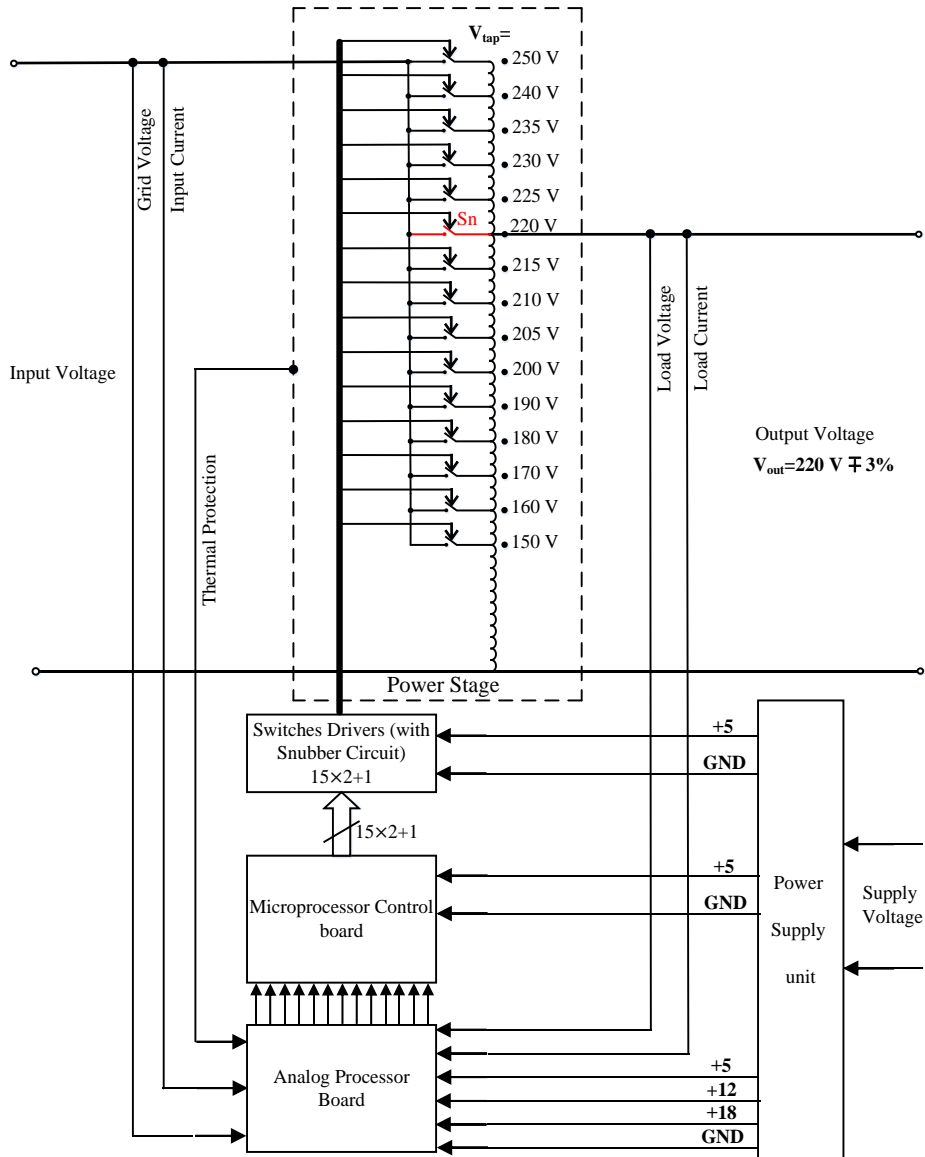 V_tap=
250 V
240 V
235 V
230 V
225 V
Sn
220 V
215 V
210 V
205 V
200 V
190 V
180 V
170 V
160 V
150 V
Grid Voltage
Input Current
Input Voltage
Thermal Protection
Load Voltage
Load Current
Output Voltage
V_out=220 V ∓ 3%
Power Stage
Switches Drivers (with
Snubber Circuit)
15×2+1
+5
GND
15×2+1
Microprocessor Control
board
+5
GND
Power
Supply
unit
Supply
Voltage
Analog Processor
Board
+5
+12
+18
GND